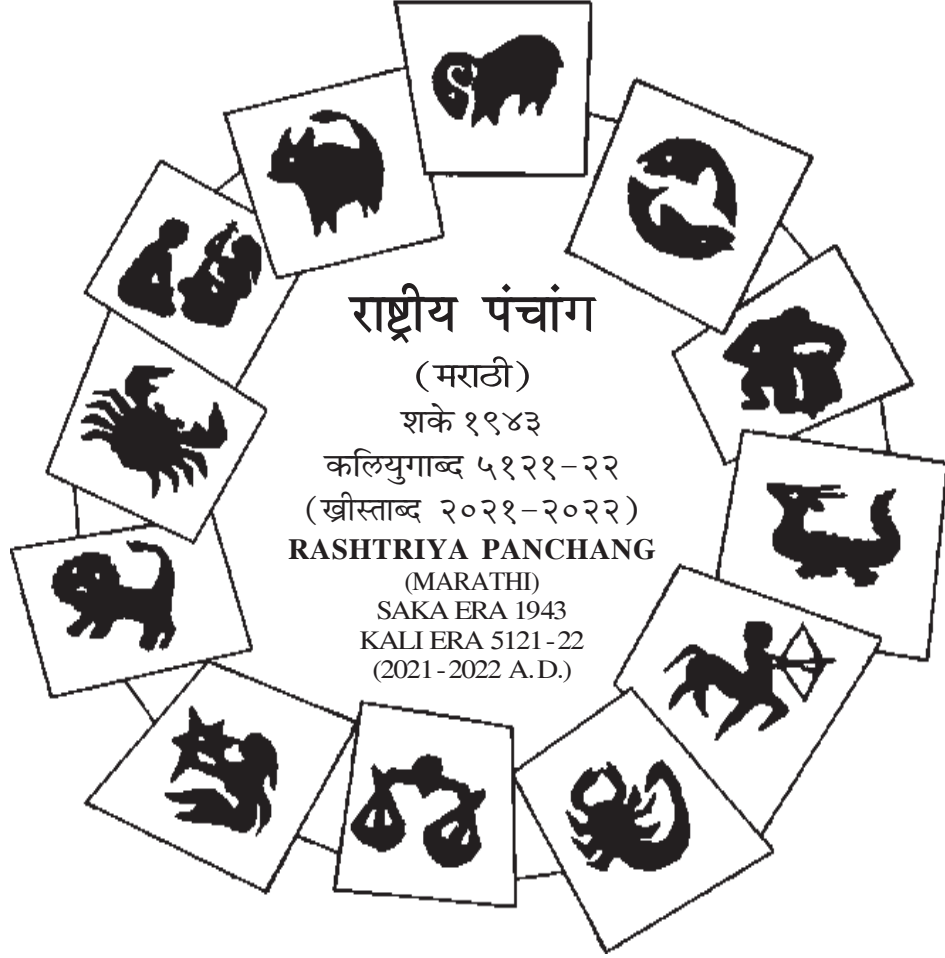 राष्ट्रीय पंचांग
(मराठी)
शके १९४३
कलियुगाब्द ५१२१-२२
(ख्रीस्ताब्द २०२१-२०२२)
RASHTRIYA PANCHANG
(MARATHI)
SAKA ERA 1943
KALI ERA 5121-22
(2021-2022 A.D.)